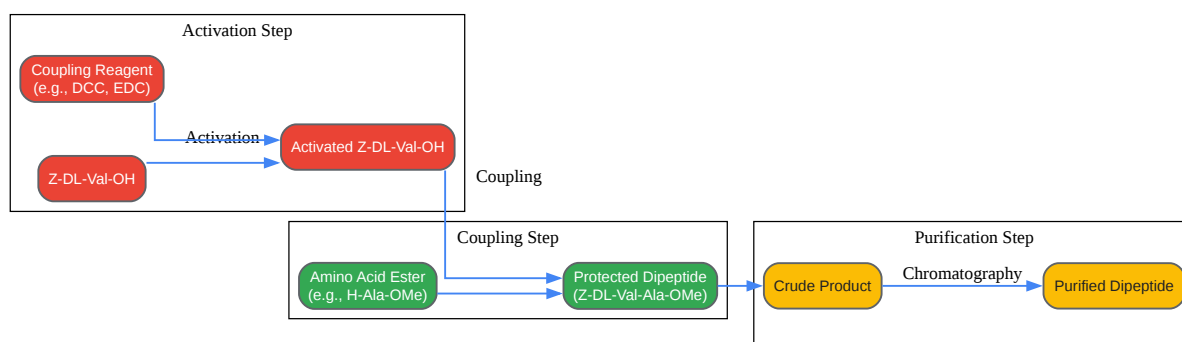 Activation Step
Coupling Reagent
(e.g., DCC, EDC)
Activation
Activated Z-DL-Val-OH
Z-DL-Val-OH
Coupling
Coupling Step
Amino Acid Ester
(e.g., H-Ala-OMe)
Protected Dipeptide
(Z-DL-Val-Ala-OMe)
Purification Step
Crude Product
Chromatography
Purified Dipeptide